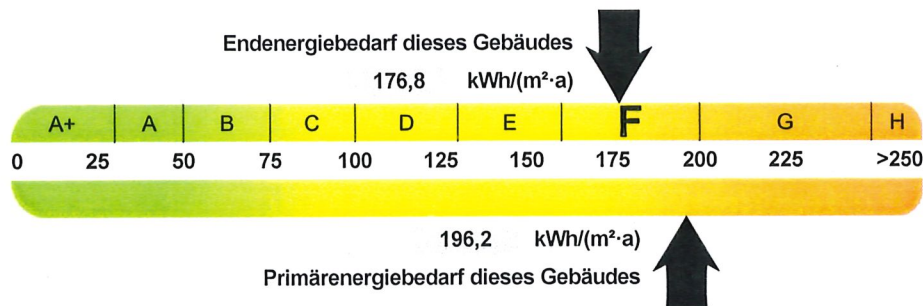 Endenergiebedarf dieses Gebäudes
176,8 kWh/(m²·a)
A+ A B C D E F G H
0 25 50 75 100 125 150 175 200 225 >250
196,2 kWh/(m²·a)
Primärenergiebedarf dieses Gebäudes